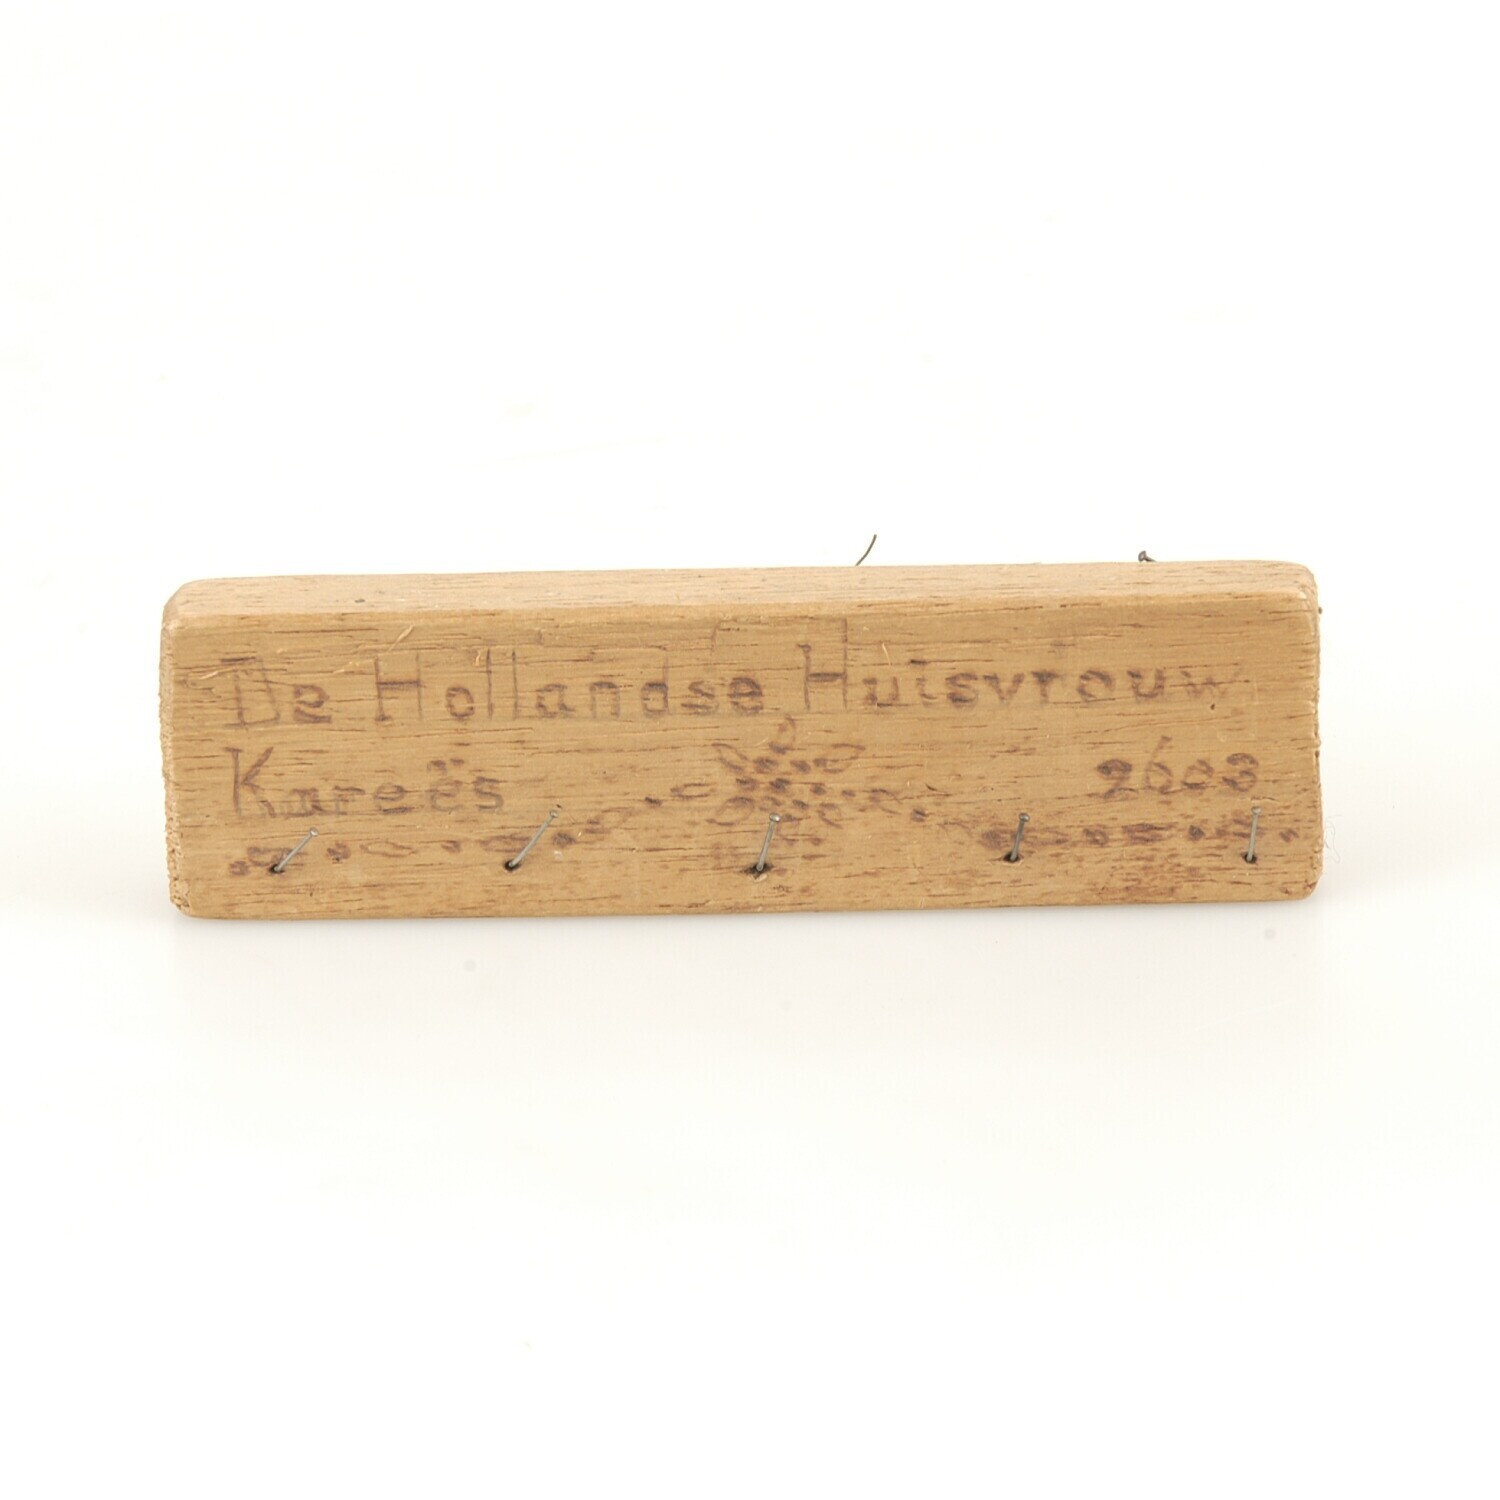 De Hollandse Huisvrouw
Kareës 2603